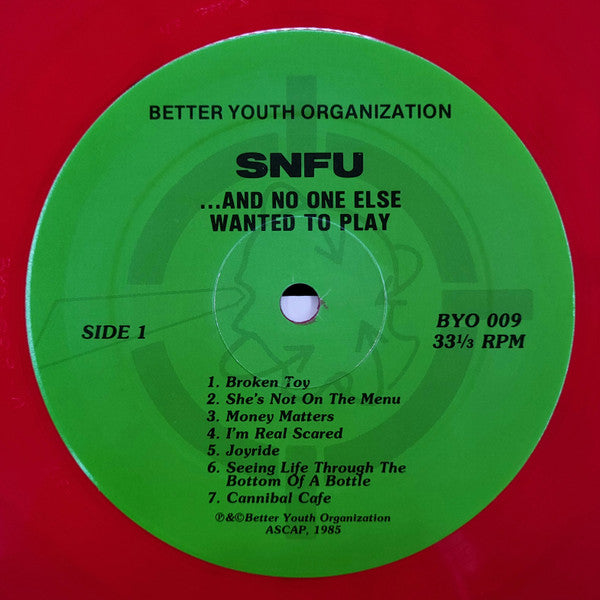 BETTER YOUTH ORGANIZATION
SNFU
...AND NO ONE ELSE
WANTED TO PLAY
SIDE 1
BYO 009
33⅓ RPM
1. Broken Toy
2. She's Not On The Menu
3. Money Matters
4. I'm Real Scared
5. Joyride
6. Seeing Life Through The
Bottom Of A Bottle
7. Cannibal Cafe
℗&©Better Youth Organization
ASCAP, 1985